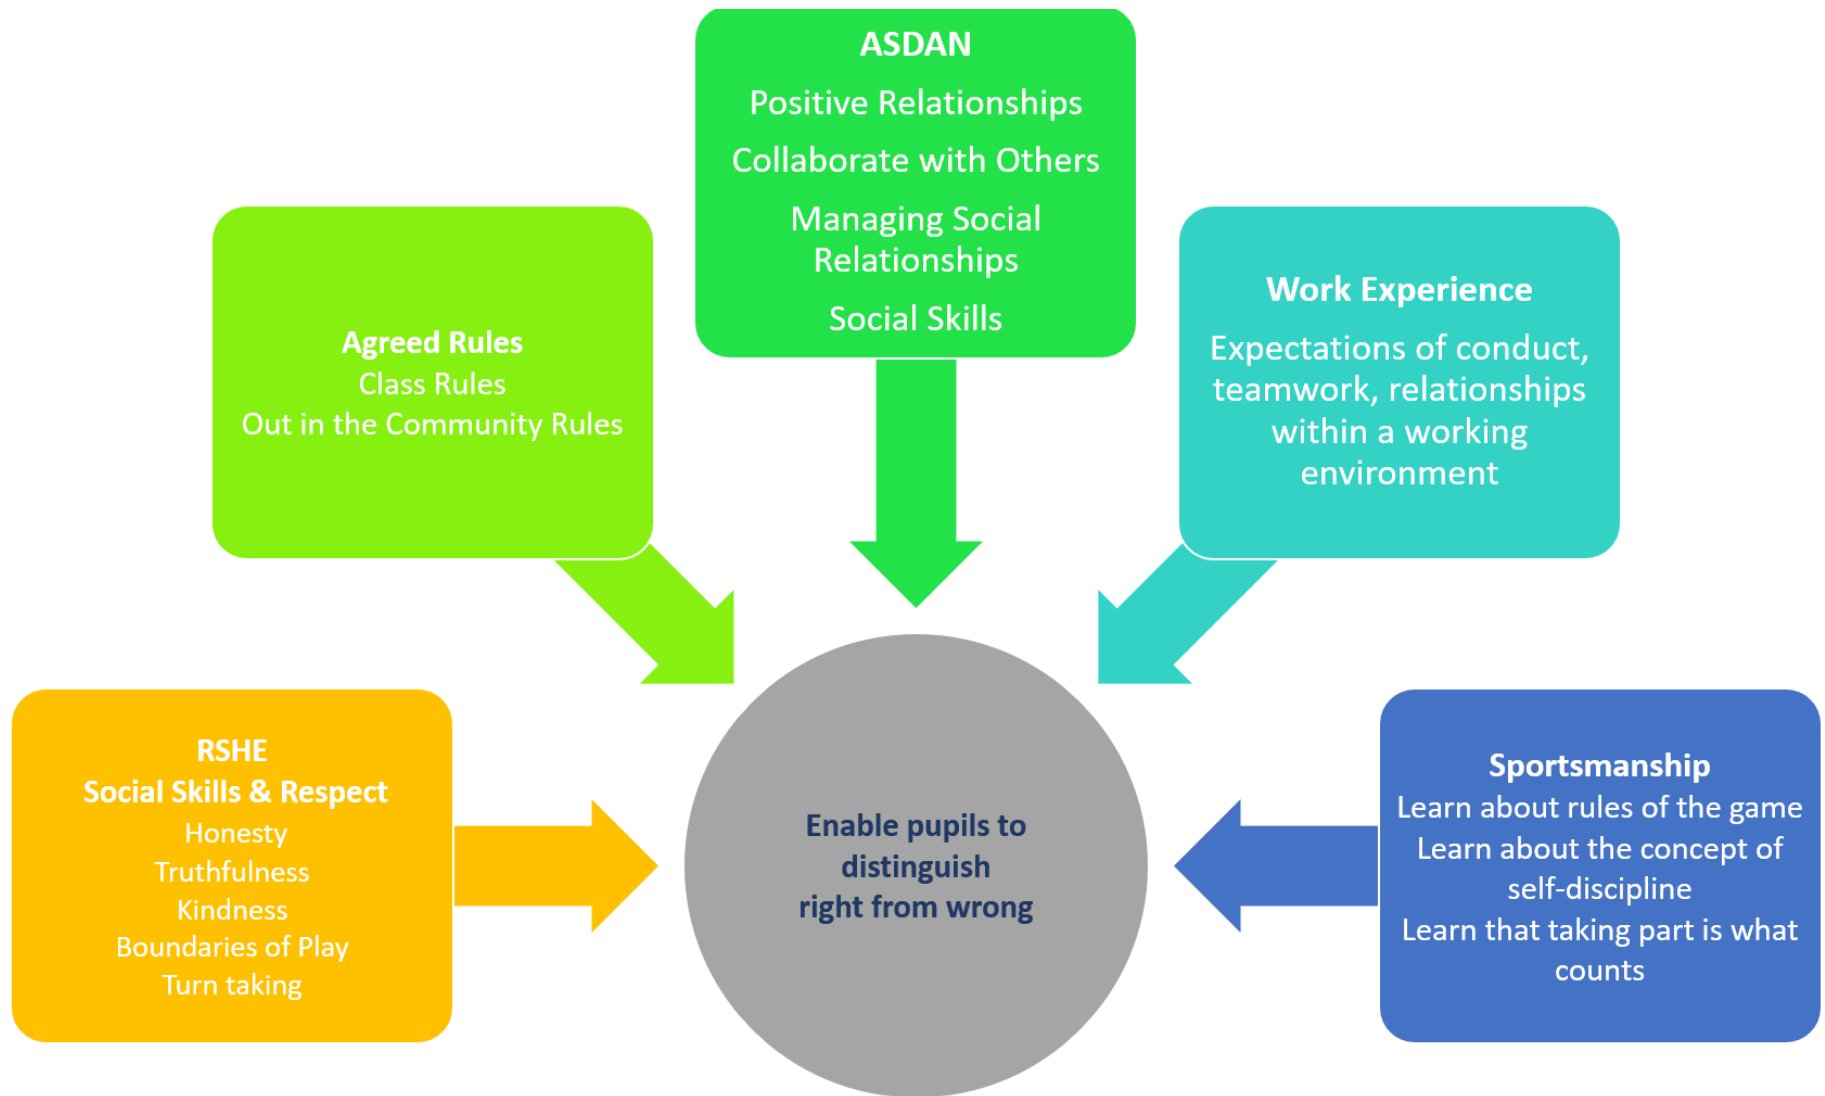 ASDAN
Positive Relationships
Collaborate with Others
Managing Social
Relationships
Social Skills
Agreed Rules
Class Rules
Out in the Community Rules
Work Experience
Expectations of conduct,
teamwork, relationships
within a working
environment
RSHE
Social Skills & Respect
Honesty
Truthfulness
Kindness
Boundaries of Play
Turn taking
Enable pupils to
distinguish
right from wrong
Sportsmanship
Learn about rules of the game
Learn about the concept of
self-discipline
Learn that taking part is what
counts